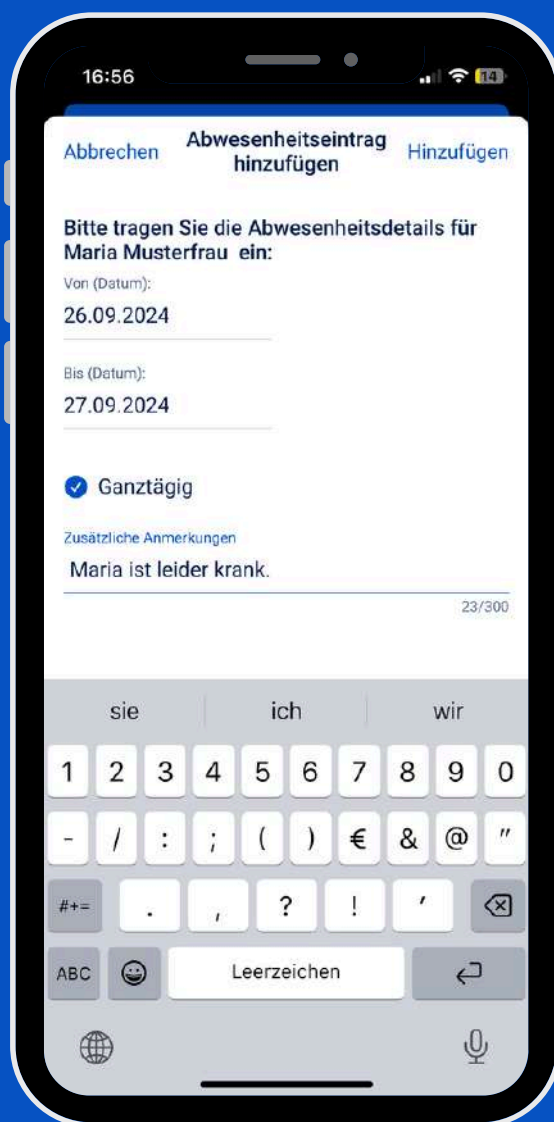 16:56
14
Abbrechen
Abwesenheitseintrag
hinzufügen
Hinzufügen
Bitte tragen Sie die Abwesenheitsdetails für
Maria Musterfrau ein:
Von (Datum):
26.09.2024
Bis (Datum):
27.09.2024
Ganztägig
Zusätzliche Anmerkungen
Maria ist leider krank.
23/300
sie ich wir
1 2 3 4 5 6 7 8 9 0
- / : ; ( ) € & @ "
#+= . , ? ! '
ABC Leerzeichen